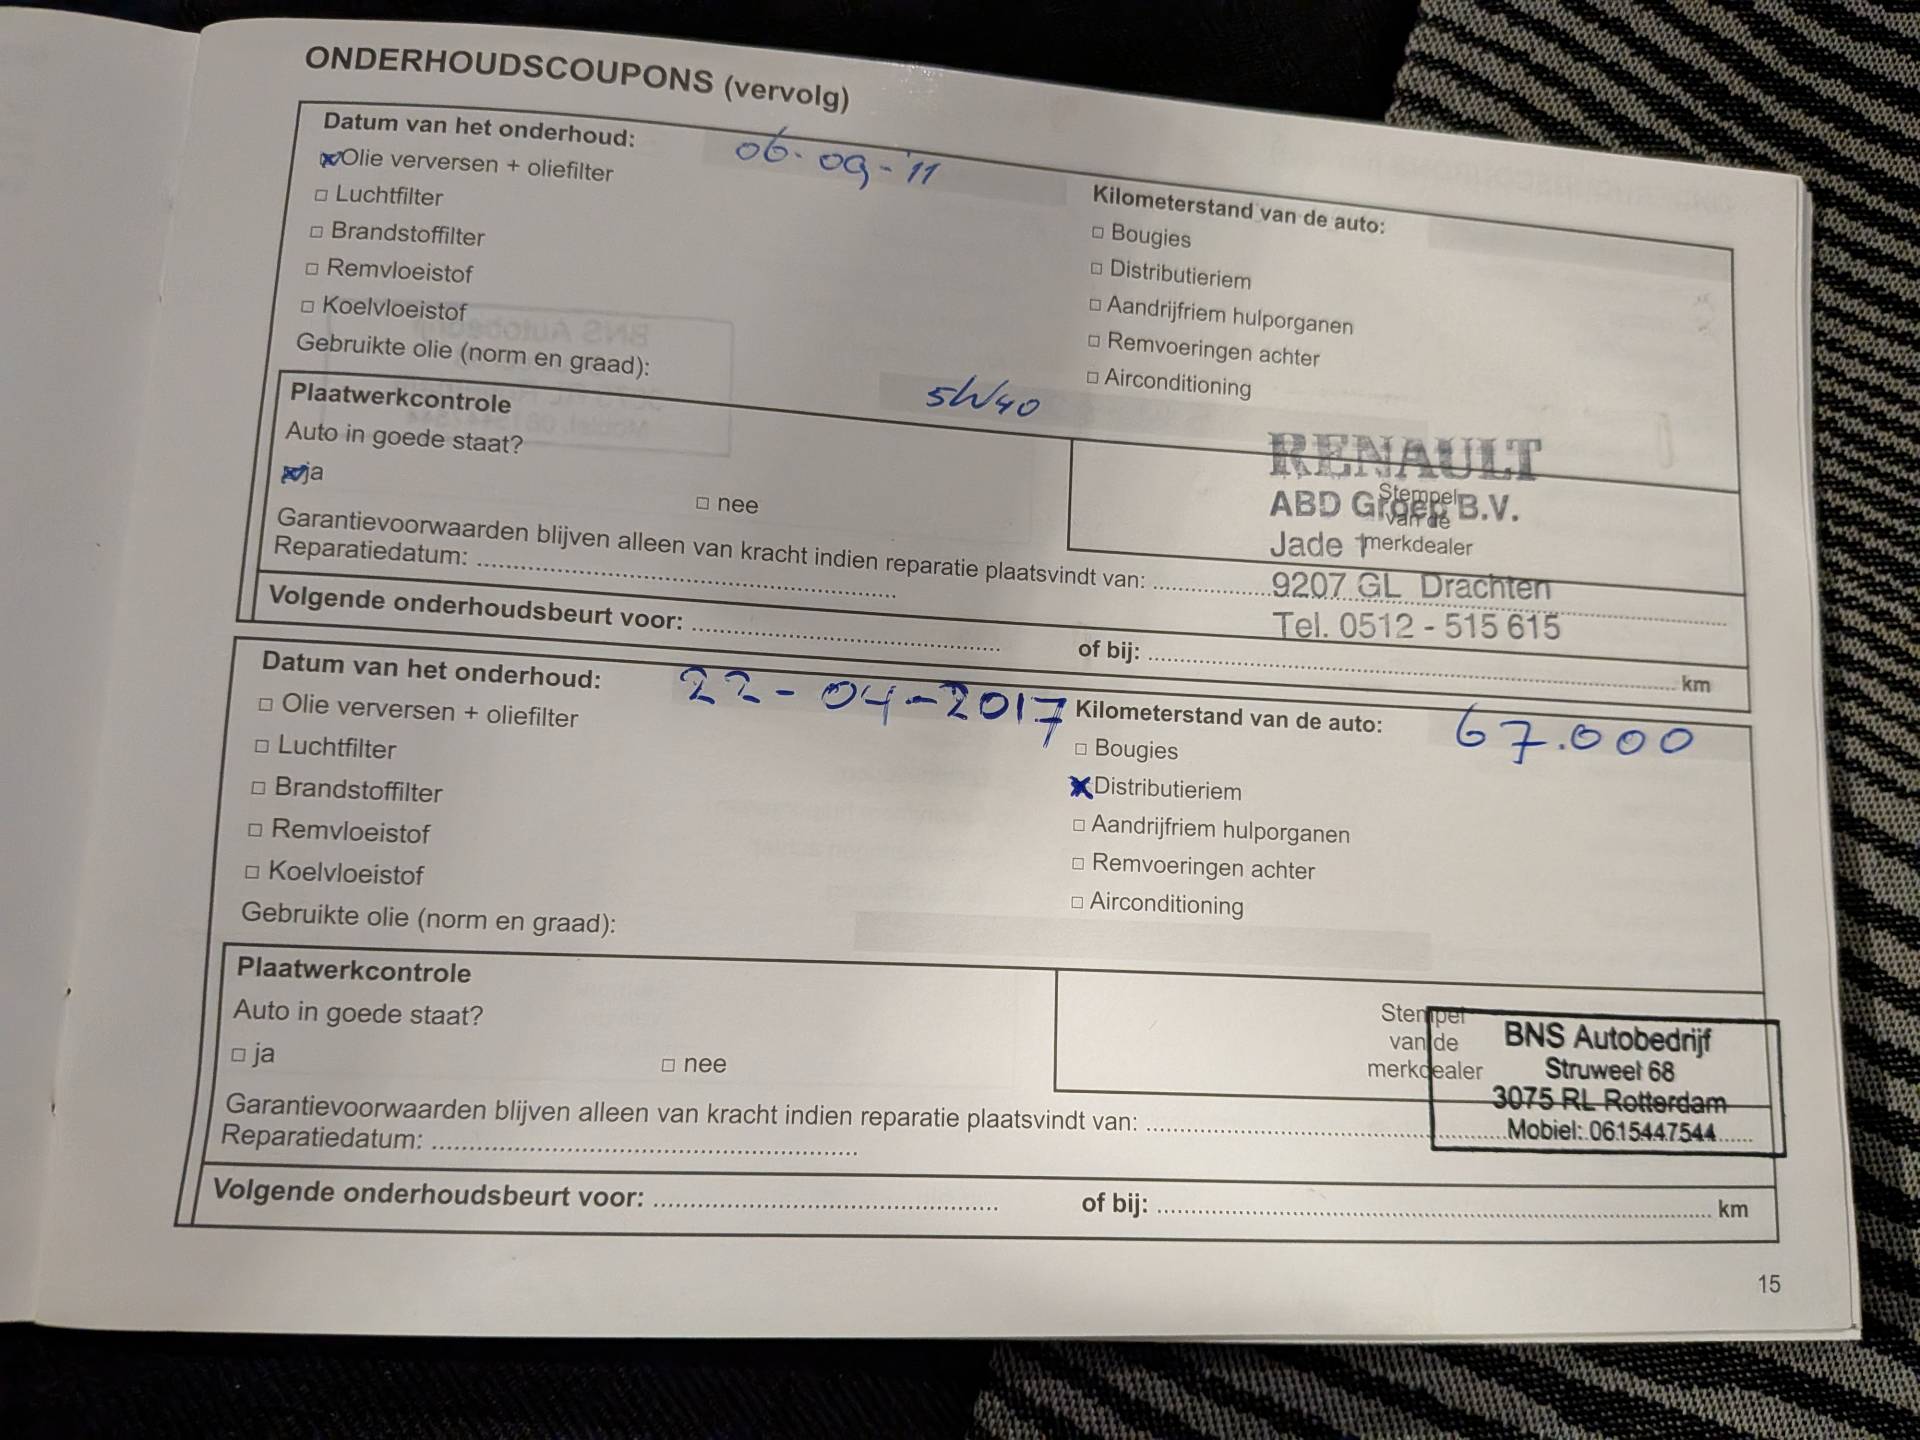 ONDERHOUDSCOUPONS (vervolg)
Datum van het onderhoud: 06-09-'11
Olie verversen + oliefilter
Luchtfilter
Brandstoffilter
Remvloeistof
Koelvloeistof
Gebruikte olie (norm en graad): 5W40
Kilometerstand van de auto:
Bougies
Distributieriem
Aandrijfriem hulporganen
Remvoeringen achter
Airconditioning
Plaatwerkcontrole
Auto in goede staat?
ja
nee
Stempel
van de
merkdealer
RENAULT
ABD Groep B.V.
Jade 1
9207 GL Drachten
Tel. 0512 - 515 615
Garantievoorwaarden blijven alleen van kracht indien reparatie plaatsvindt van:
Reparatiedatum:
Volgende onderhoudsbeurt voor: of bij: km
Datum van het onderhoud: 22-04-2017
Olie verversen + oliefilter
Luchtfilter
Brandstoffilter
Remvloeistof
Koelvloeistof
Gebruikte olie (norm en graad):
Kilometerstand van de auto: 67.000
Bougies
Distributieriem
Aandrijfriem hulporganen
Remvoeringen achter
Airconditioning
Plaatwerkcontrole
Auto in goede staat?
ja
nee
Stempel
van de
merkdealer
BNS Autobedrijf
Struweel 68
3075 RL Rotterdam
Mobiel: 0615447544
Garantievoorwaarden blijven alleen van kracht indien reparatie plaatsvindt van:
Reparatiedatum:
Volgende onderhoudsbeurt voor: of bij: km
15